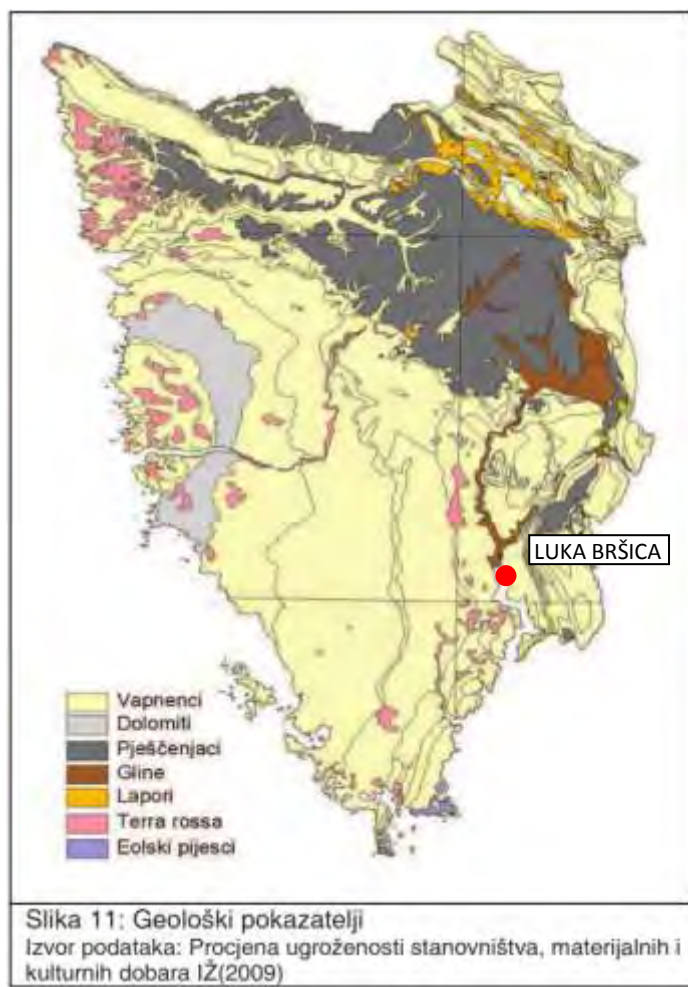 LUKA BRŠICA
Vapnenci
Dolomiti
Pješčenjaci
Gline
Lapori
Terra rossa
Eolski pijesci
Slika 11: Geološki pokazatelji
Izvor podataka: Procjena ugroženosti stanovništva, materijalnih i
kulturnih dobara IŽ(2009)